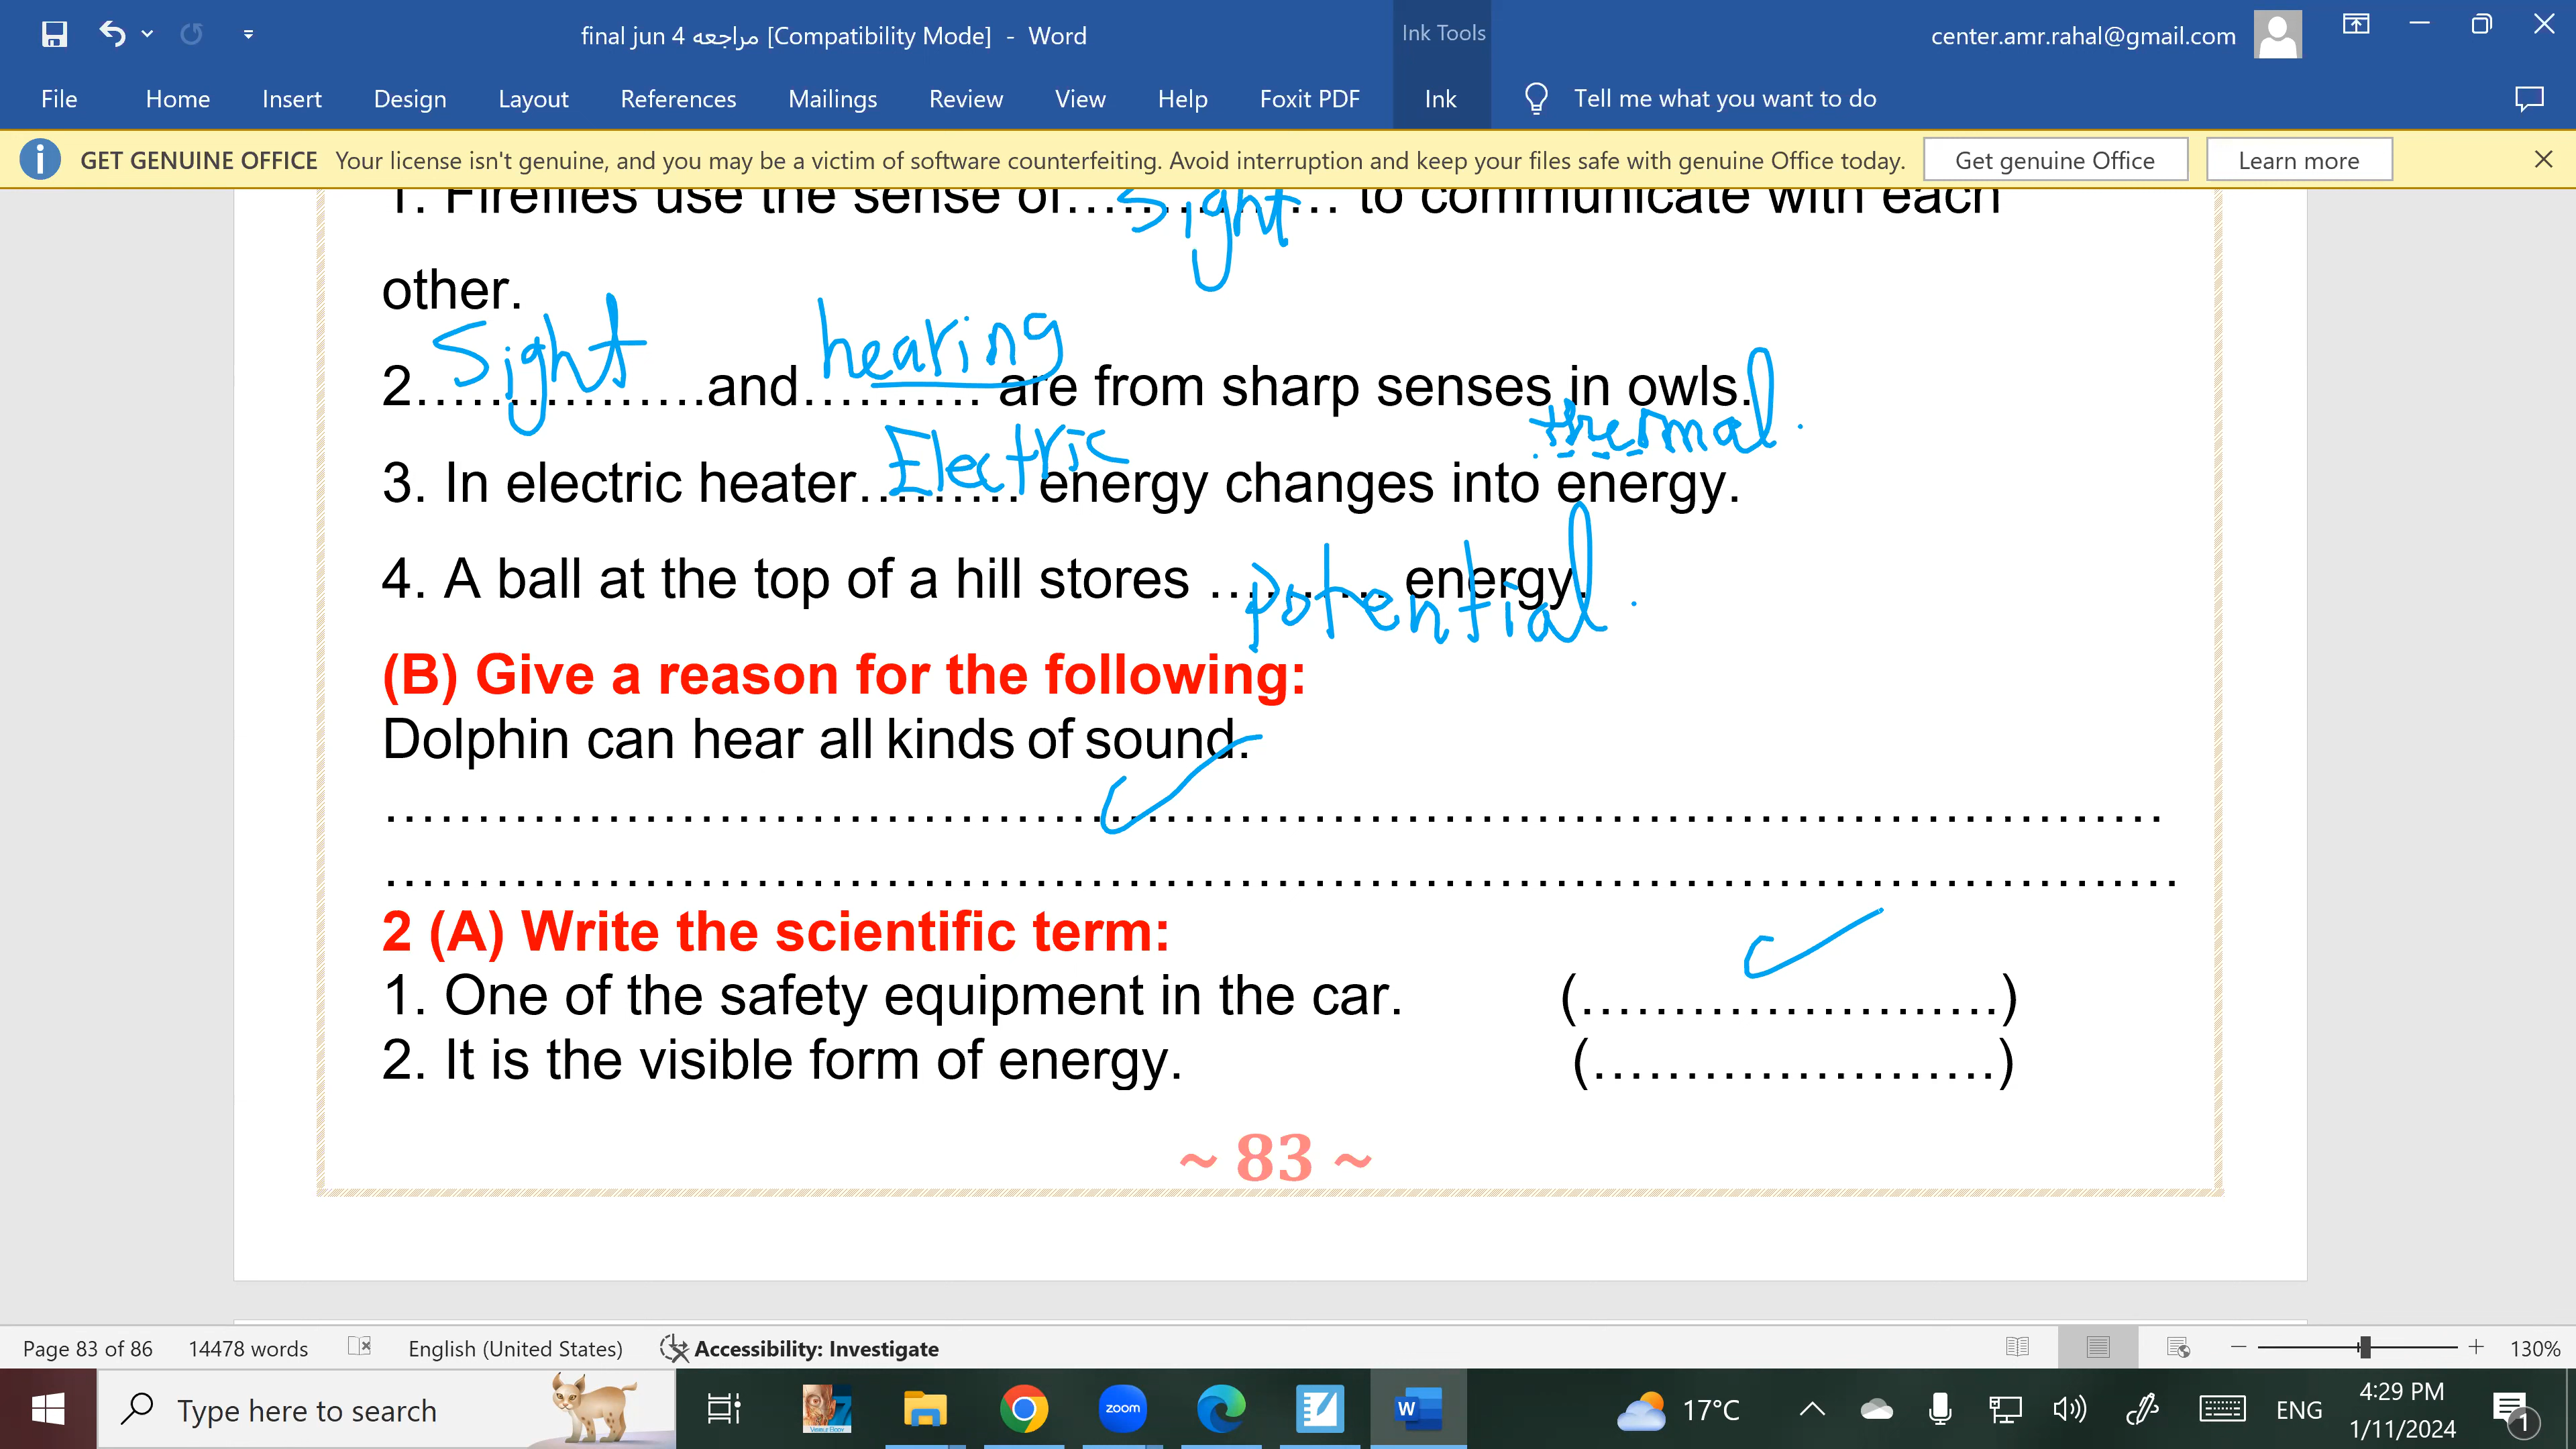 final jun 4 مراجعه [Compatibility Mode] - Word
Ink Tools
center.amr.rahal@gmail.com
File Home Insert Design Layout References Mailings Review View Help Foxit PDF Ink Tell me what you want to do
GET GENUINE OFFICE Your license isn't genuine, and you may be a victim of software counterfeiting. Avoid interruption and keep your files safe with genuine Office today. Get genuine Office Learn more
1. Fireflies use the sense of............... to communicate with each
Sight
other.
Sight hearing
2.................and.......... are from sharp senses in owls.
Electric thermal.
3. In electric heater.......... energy changes into energy.
4. A ball at the top of a hill stores .......... energy.
potential.
(B) Give a reason for the following:
Dolphin can hear all kinds of sound.
2 (A) Write the scientific term:
1. One of the safety equipment in the car. (.......................)
2. It is the visible form of energy. (......................)
~ 83 ~
Page 83 of 86 14478 words English (United States) Accessibility: Investigate 130%
Type here to search
7
zoom
W
17°C
ENG
4:29 PM
1/11/2024
1